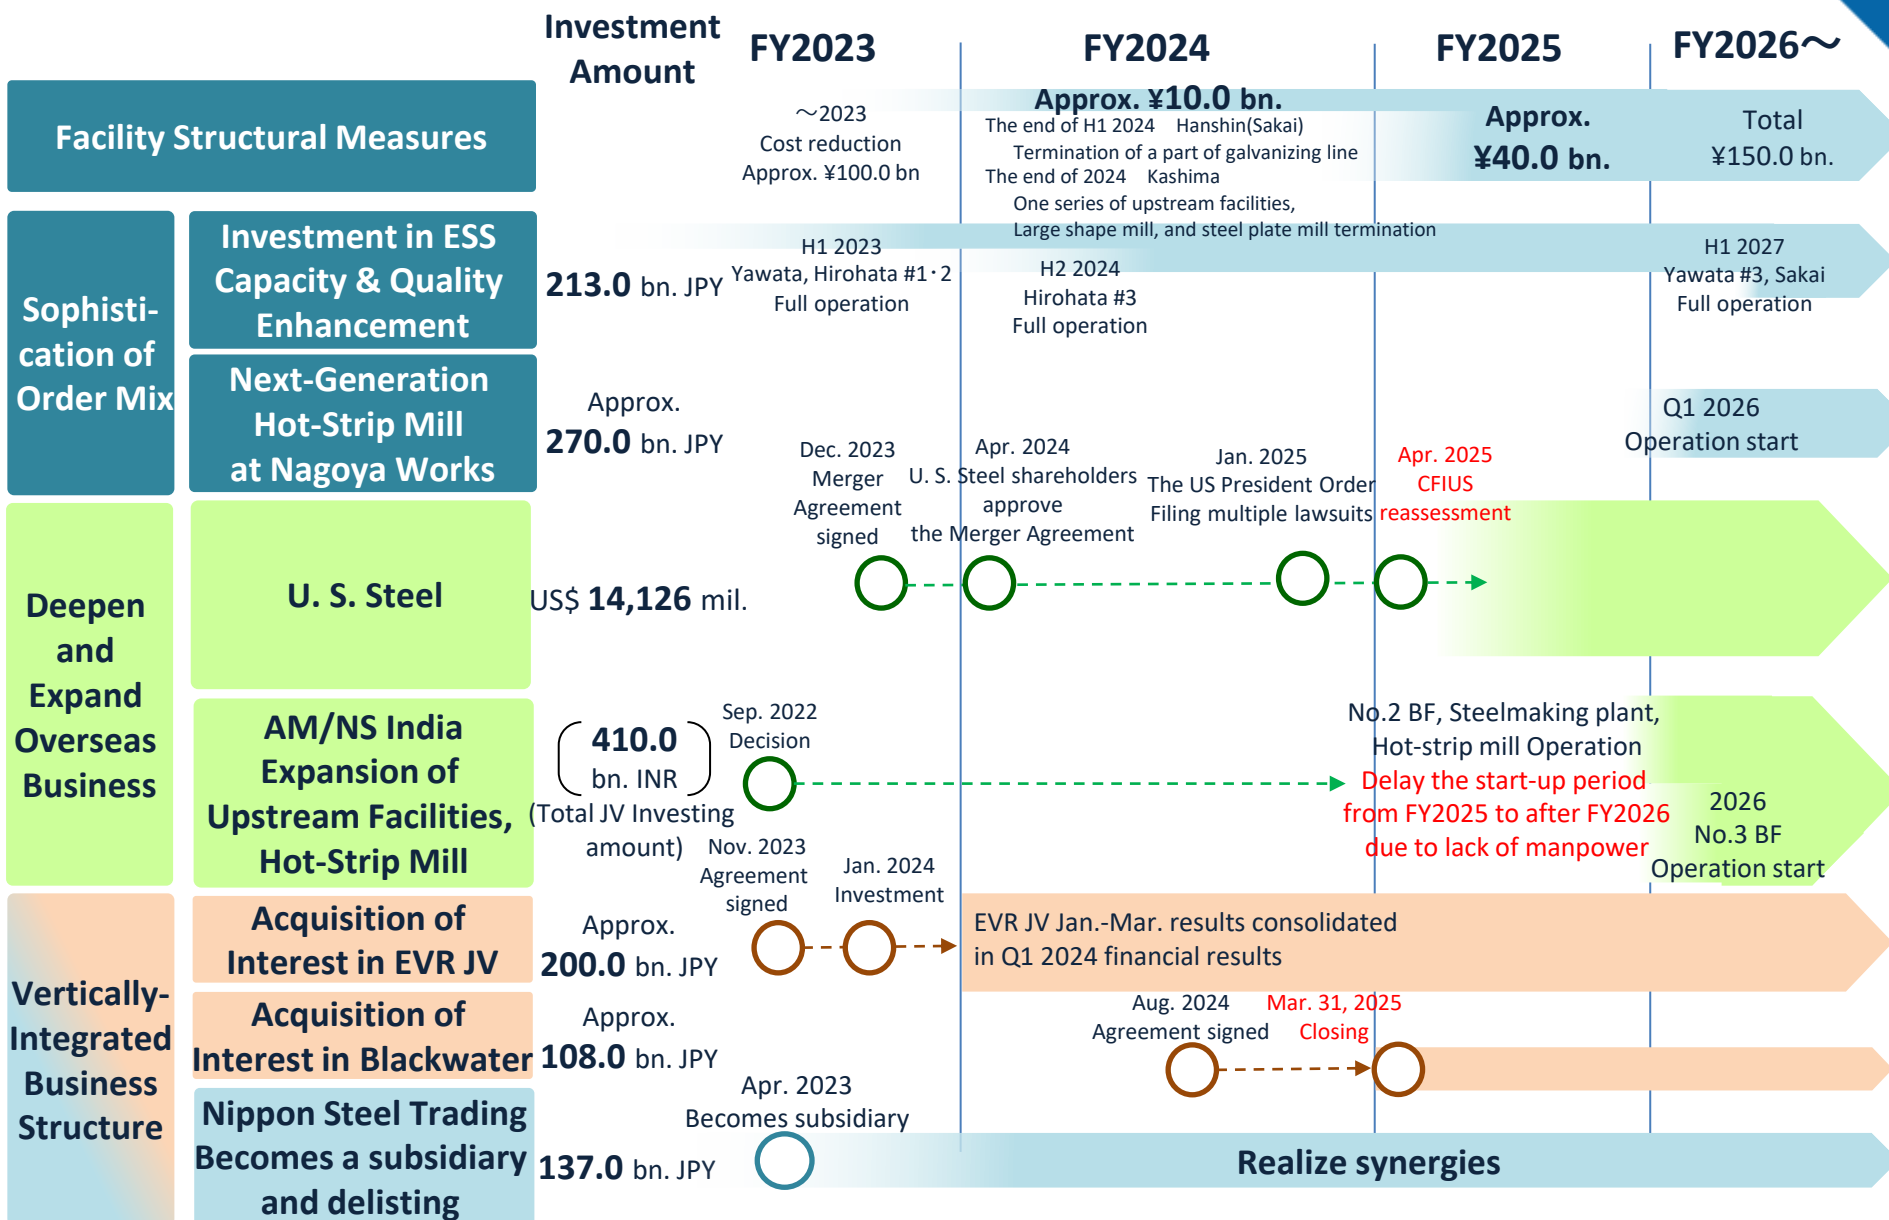 Investment
Amount
FY2023
FY2024
FY2025
FY2026～
Facility Structural Measures
～2023
Cost reduction
Approx. ¥100.0 bn
Approx. ¥10.0 bn.
The end of H1 2024 Hanshin(Sakai)
Termination of a part of galvanizing line
The end of 2024 Kashima
One series of upstream facilities,
Large shape mill, and steel plate mill termination
Approx.
¥40.0 bn.
Total
¥150.0 bn.
Sophisti-
cation of
Order Mix
Investment in ESS
Capacity & Quality
Enhancement
213.0 bn. JPY
H1 2023
Yawata, Hirohata #1･2
Full operation
H2 2024
Hirohata #3
Full operation
H1 2027
Yawata #3, Sakai
Full operation
Next-Generation
Hot-Strip Mill
at Nagoya Works
Approx.
270.0 bn. JPY
Q1 2026
Operation start
Deepen
and
Expand
Overseas
Business
U. S. Steel
US$ 14,126 mil.
Dec. 2023
Merger
Agreement
signed
Apr. 2024
U. S. Steel shareholders
approve
the Merger Agreement
Jan. 2025
The US President Order
Filing multiple lawsuits
Apr. 2025
CFIUS
reassessment
AM/NS India
Expansion of
Upstream Facilities,
Hot-Strip Mill
410.0
bn. INR
(Total JV Investing
amount)
Sep. 2022
Decision
No.2 BF, Steelmaking plant,
Hot-strip mill Operation
Delay the start-up period
from FY2025 to after FY2026
due to lack of manpower
2026
No.3 BF
Operation start
Vertically-
Integrated
Business
Structure
Acquisition of
Interest in EVR JV
Approx.
200.0 bn. JPY
Nov. 2023
Agreement
signed
Jan. 2024
Investment
EVR JV Jan.-Mar. results consolidated
in Q1 2024 financial results
Acquisition of
Interest in Blackwater
Approx.
108.0 bn. JPY
Aug. 2024
Agreement signed
Mar. 31, 2025
Closing
Nippon Steel Trading
Becomes a subsidiary
and delisting
137.0 bn. JPY
Apr. 2023
Becomes subsidiary
Realize synergies